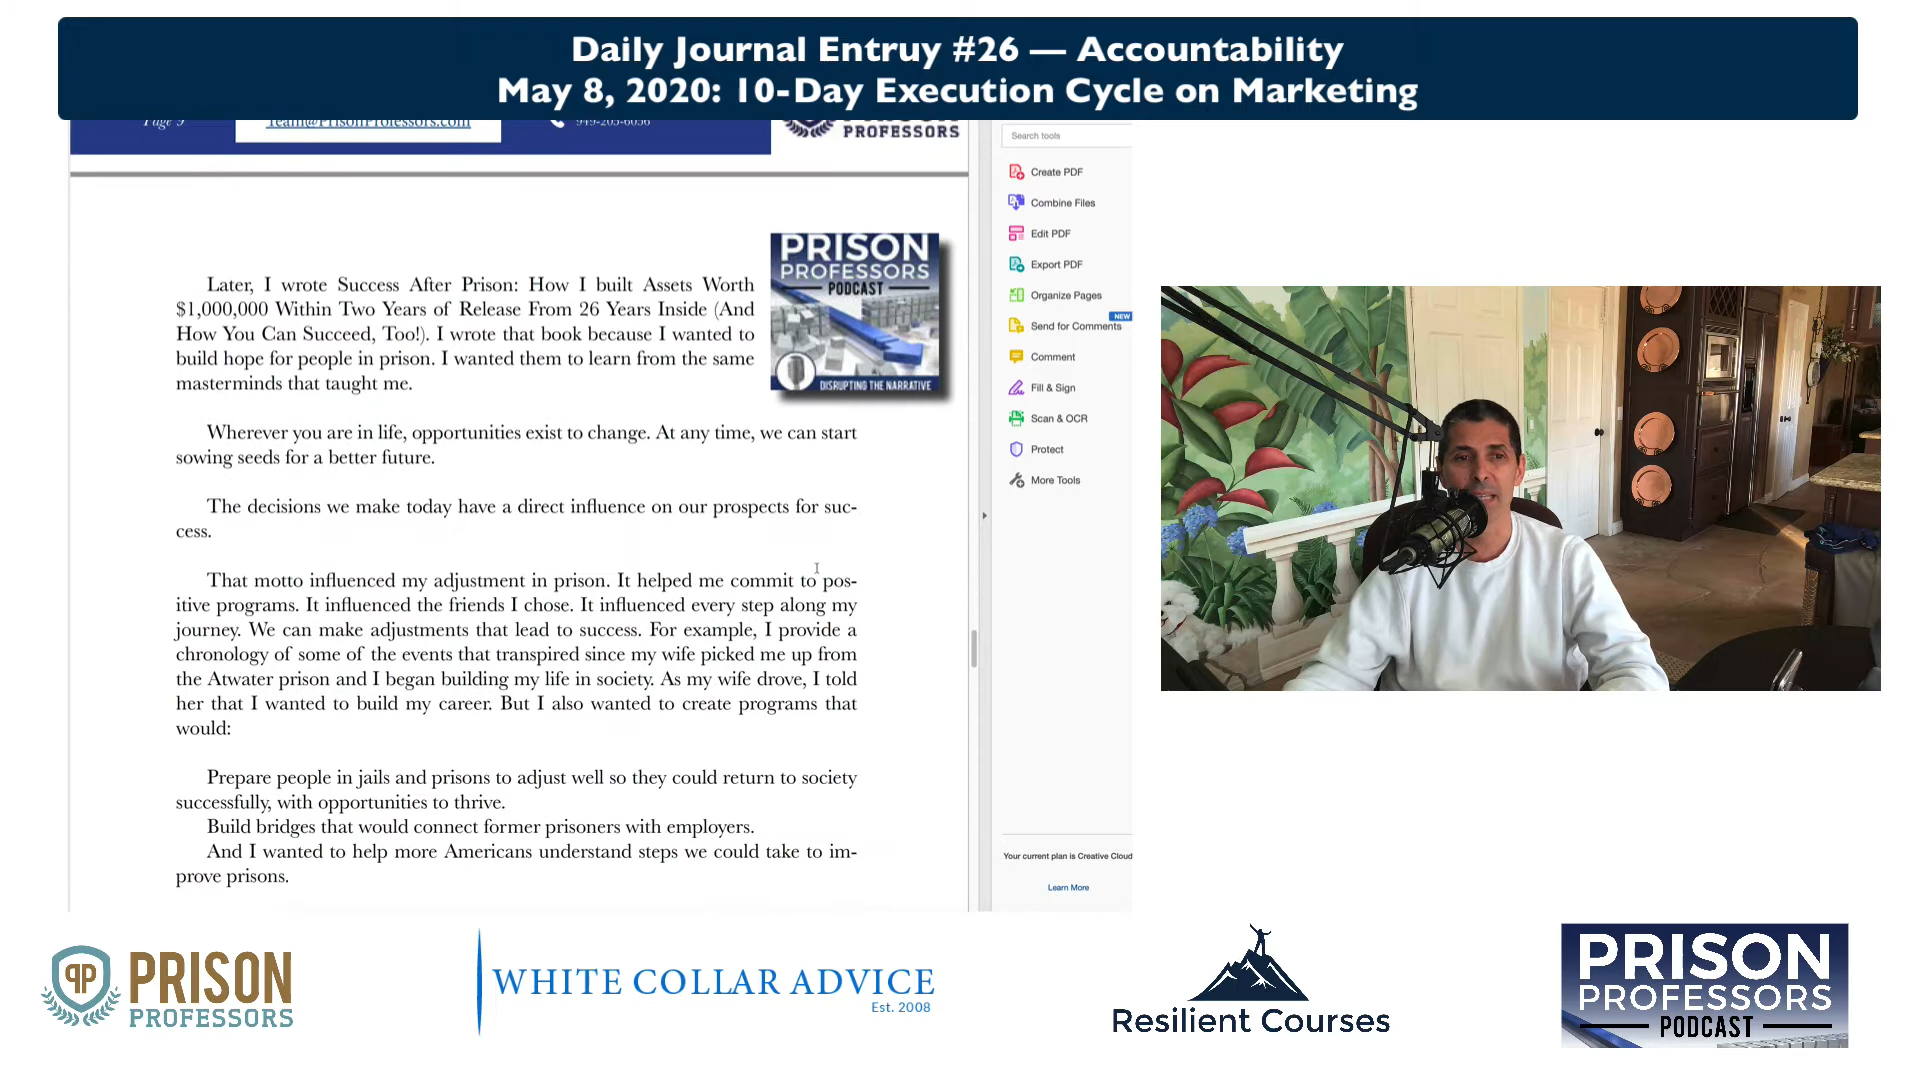 Daily Journal Entruy #26 — Accountability
May 8, 2020: 10-Day Execution Cycle on Marketing
Page 9
Team@PrisonProfessors.com
949-205-6056
PROFESSORS
Later, I wrote Success After Prison: How I built Assets Worth
$1,000,000 Within Two Years of Release From 26 Years Inside (And
How You Can Succeed, Too!). I wrote that book because I wanted to
build hope for people in prison. I wanted them to learn from the same
masterminds that taught me.
PRISON
PROFESSORS
PODCAST
DISRUPTING THE NARRATIVE
Wherever you are in life, opportunities exist to change. At any time, we can start
sowing seeds for a better future.
The decisions we make today have a direct influence on our prospects for suc-
cess.
That motto influenced my adjustment in prison. It helped me commit to pos-
itive programs. It influenced the friends I chose. It influenced every step along my
journey. We can make adjustments that lead to success. For example, I provide a
chronology of some of the events that transpired since my wife picked me up from
the Atwater prison and I began building my life in society. As my wife drove, I told
her that I wanted to build my career. But I also wanted to create programs that
would:
Prepare people in jails and prisons to adjust well so they could return to society
successfully, with opportunities to thrive.
Build bridges that would connect former prisoners with employers.
And I wanted to help more Americans understand steps we could take to im-
prove prisons.
Search tools
Create PDF
Combine Files
Edit PDF
Export PDF
Organize Pages
NEW
Send for Comments
Comment
Fill & Sign
Scan & OCR
Protect
More Tools
Your current plan is Creative Cloud
Learn More
PP
PRISON
PROFESSORS
WHITE COLLAR ADVICE
Est. 2008
Resilient Courses
PRISON
PROFESSORS
PODCAST